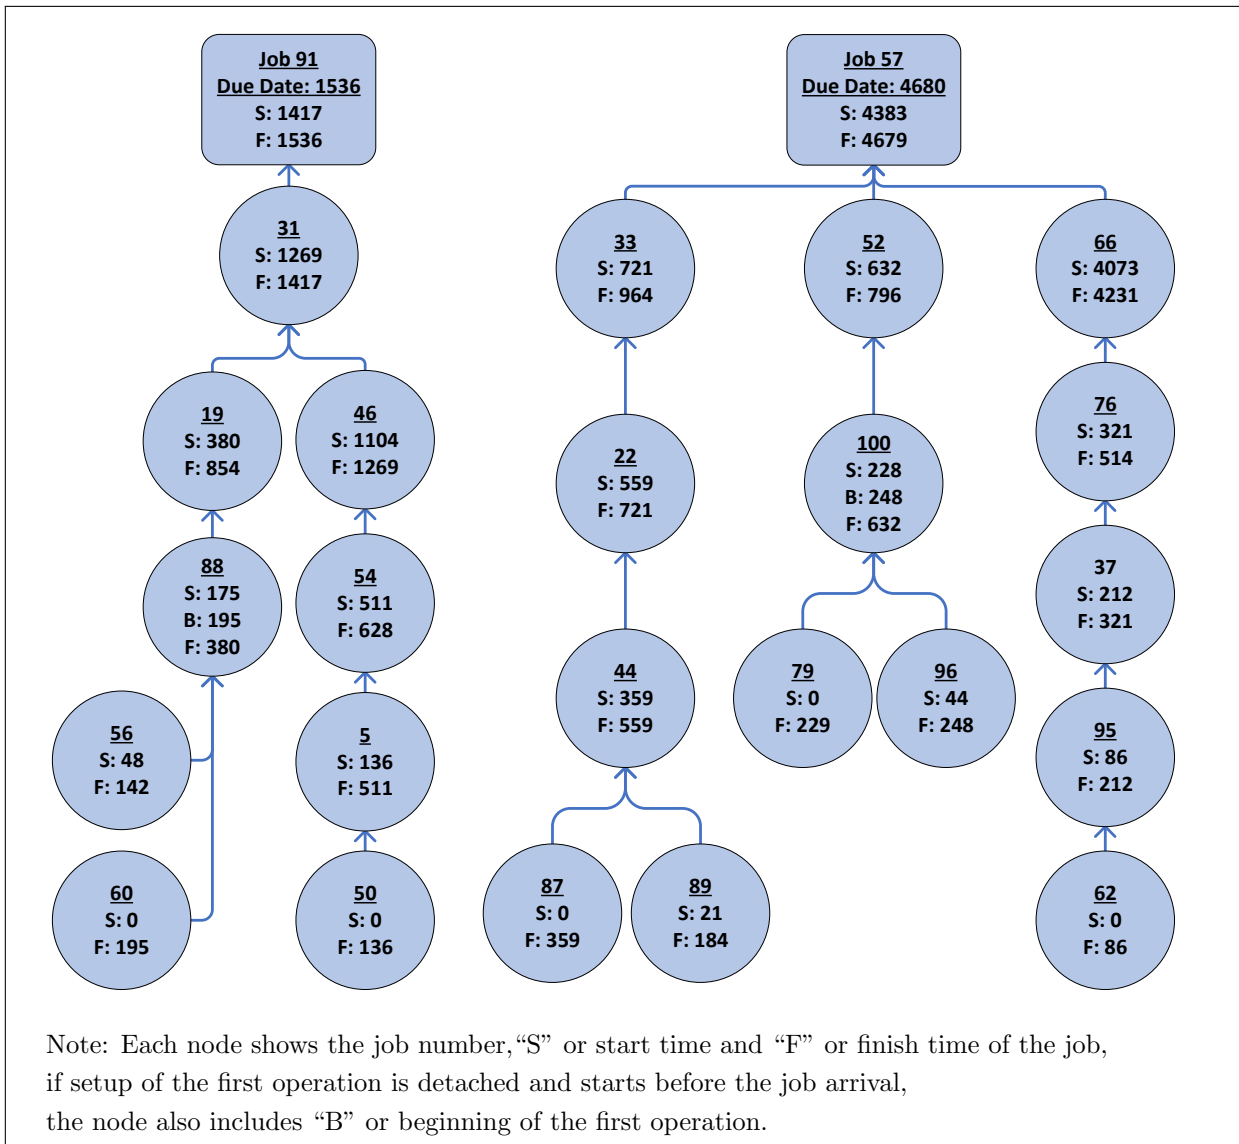 Job 91
Due Date: 1536
S: 1417
F: 1536
Job 57
Due Date: 4680
S: 4383
F: 4679
31
S: 1269
F: 1417
33
S: 721
F: 964
52
S: 632
F: 796
66
S: 4073
F: 4231
19
S: 380
F: 854
46
S: 1104
F: 1269
22
S: 559
F: 721
100
S: 228
B: 248
F: 632
76
S: 321
F: 514
88
S: 175
B: 195
F: 380
54
S: 511
F: 628
37
S: 212
F: 321
44
S: 359
F: 559
79
S: 0
F: 229
96
S: 44
F: 248
56
S: 48
F: 142
5
S: 136
F: 511
95
S: 86
F: 212
60
S: 0
F: 195
50
S: 0
F: 136
87
S: 0
F: 359
89
S: 21
F: 184
62
S: 0
F: 86
Note: Each node shows the job number,“S” or start time and “F” or finish time of the job,
if setup of the first operation is detached and starts before the job arrival,
the node also includes “B” or beginning of the first operation.